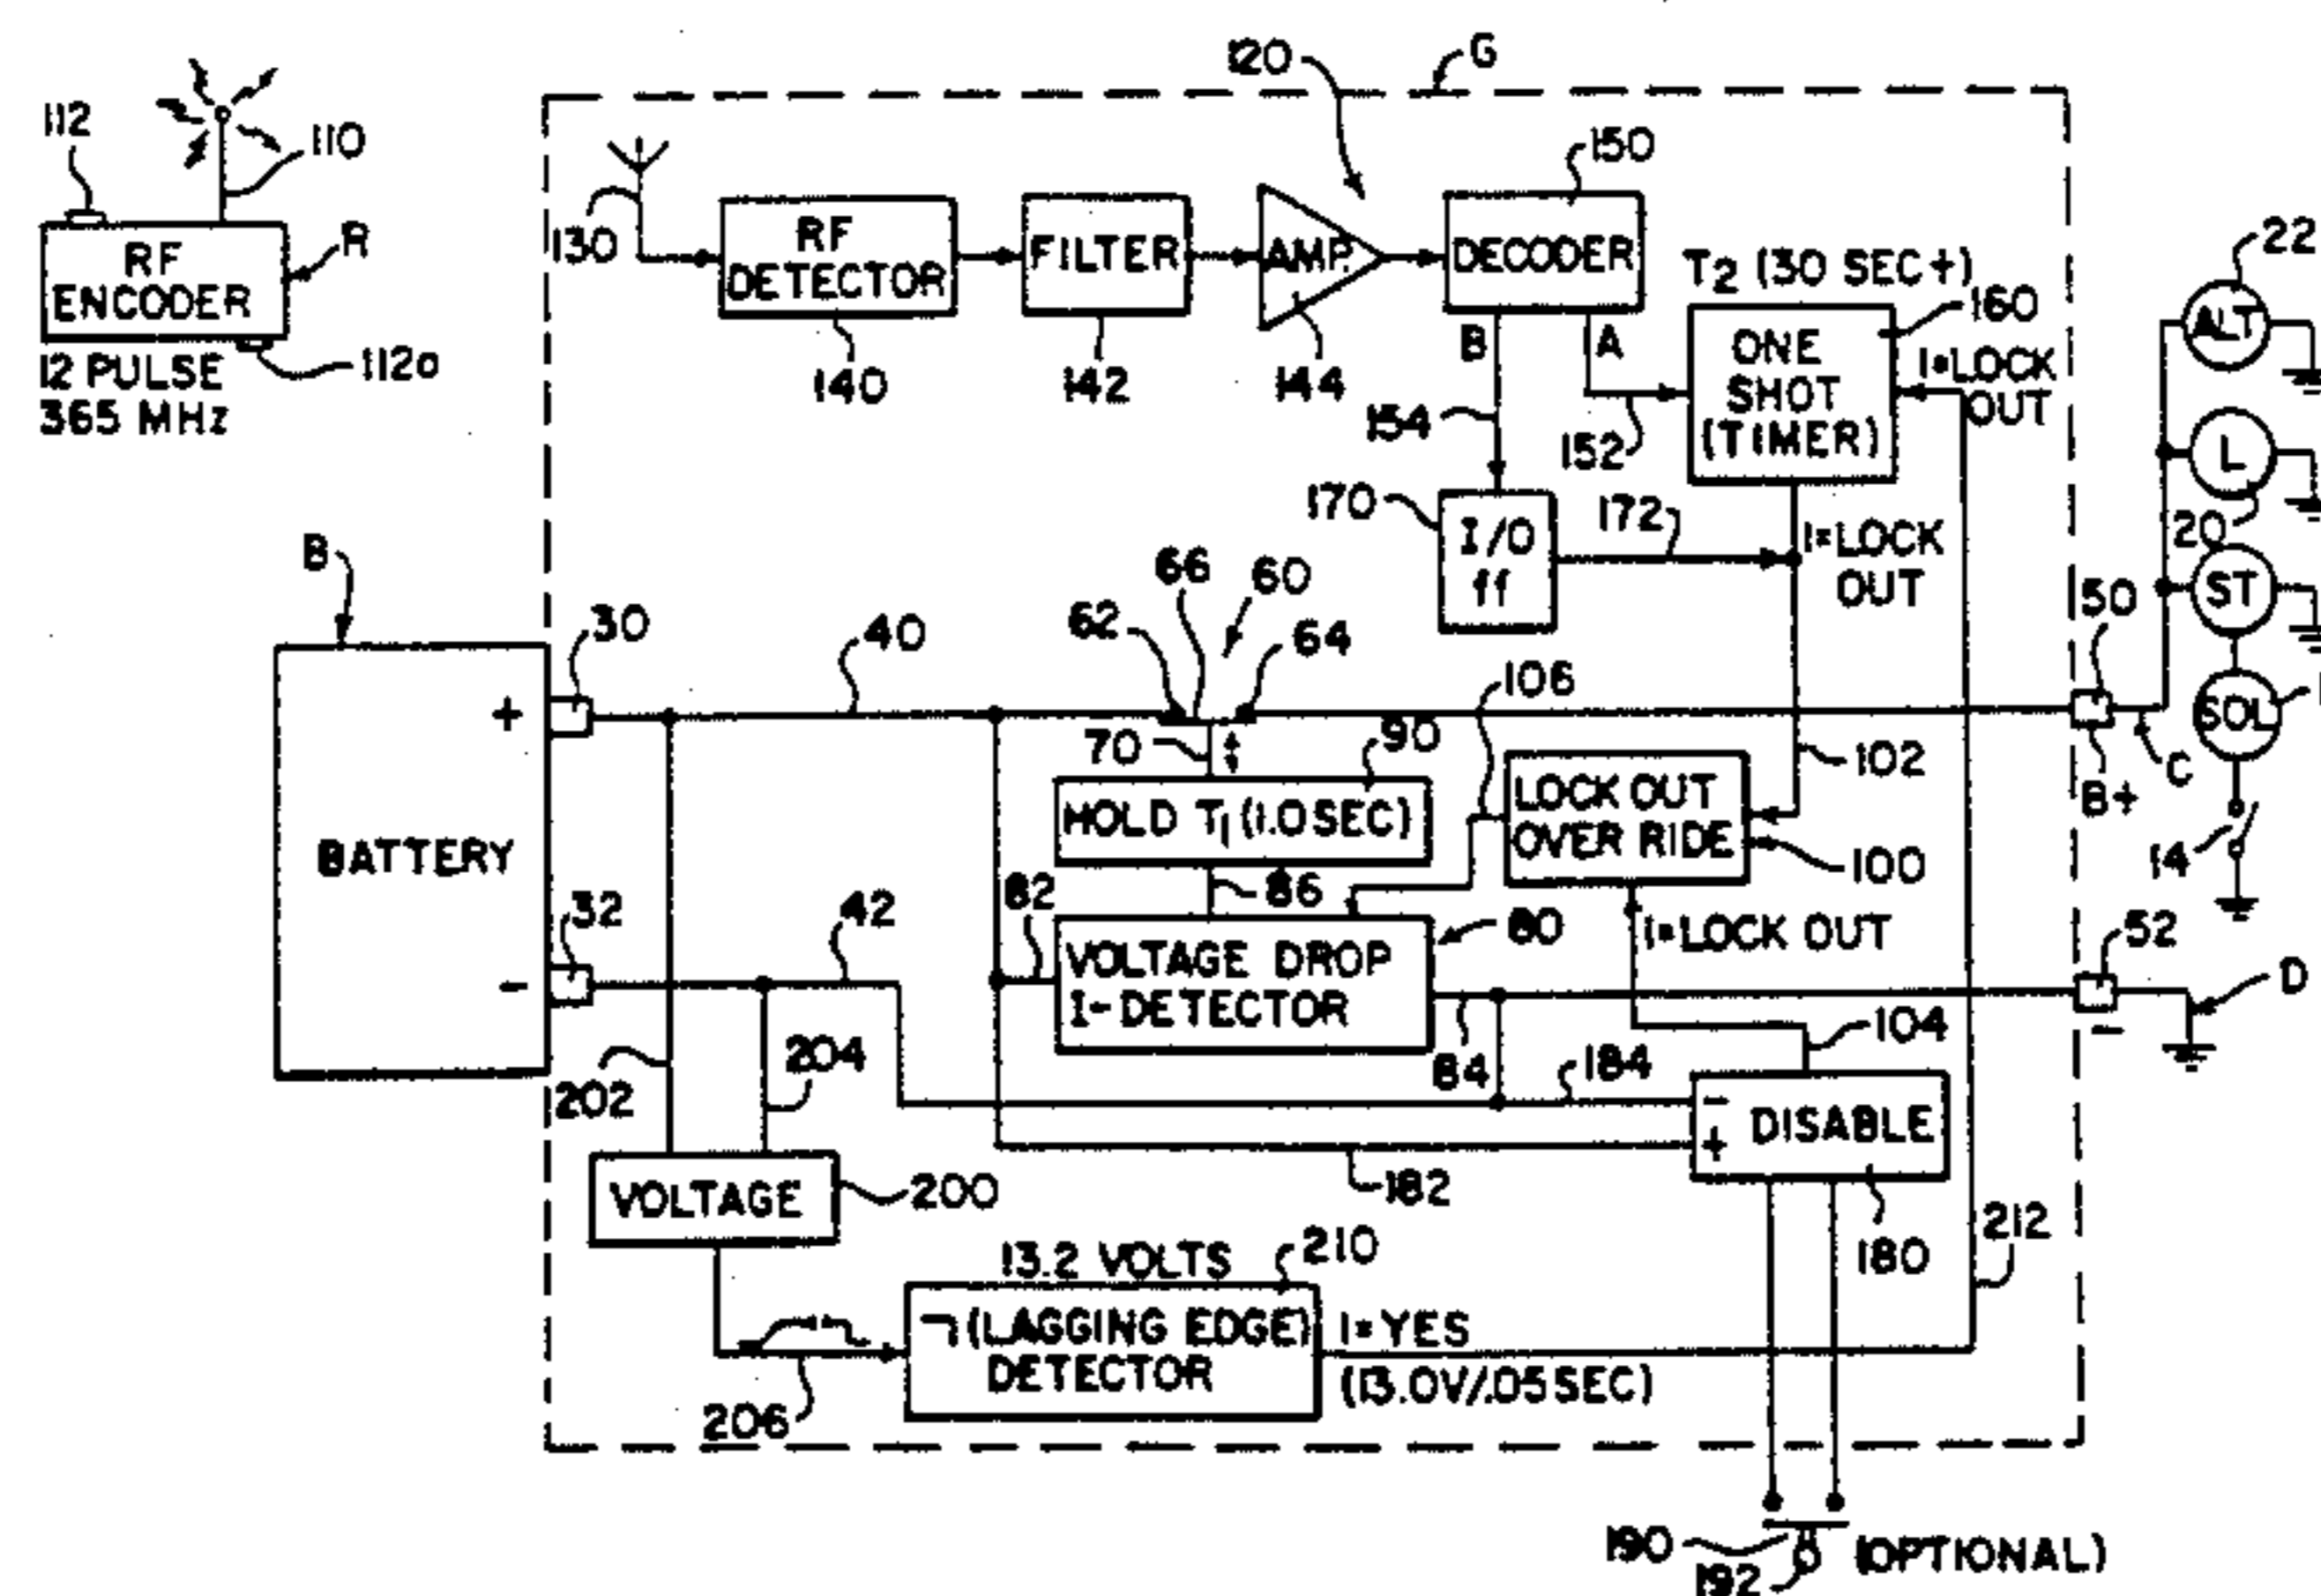 120
G
112
110
150
RF
ENCODER
R
130
RF
DETECTOR
FILTER
AMP.
DECODER
T2 (30 SEC+)
160
22
12 PULSE
365 MHz
112a
140
142
144
B
A
ONE
SHOT
(TIMER)
1=LOCK
OUT
ALT
L
20
154
152
170
I/O
ff
172
1=LOCK
OUT
ST
B
30
40
62
66
60
64
50
106
+
70
90
SOL
BATTERY
HOLD T1 (1.0 SEC)
LOCK OUT
OVER RIDE
102
B+
C
14
100
82
86
32
42
-
VOLTAGE DROP
I-DETECTOR
80
1=LOCK OUT
52
D
-
104
202
204
84
184
-
+
DISABLE
VOLTAGE
200
182
180
212
13.2 VOLTS
210
(LAGGING EDGE)
DETECTOR
1=YES
(13.0V/.05SEC)
206
190
192
(OPTIONAL)